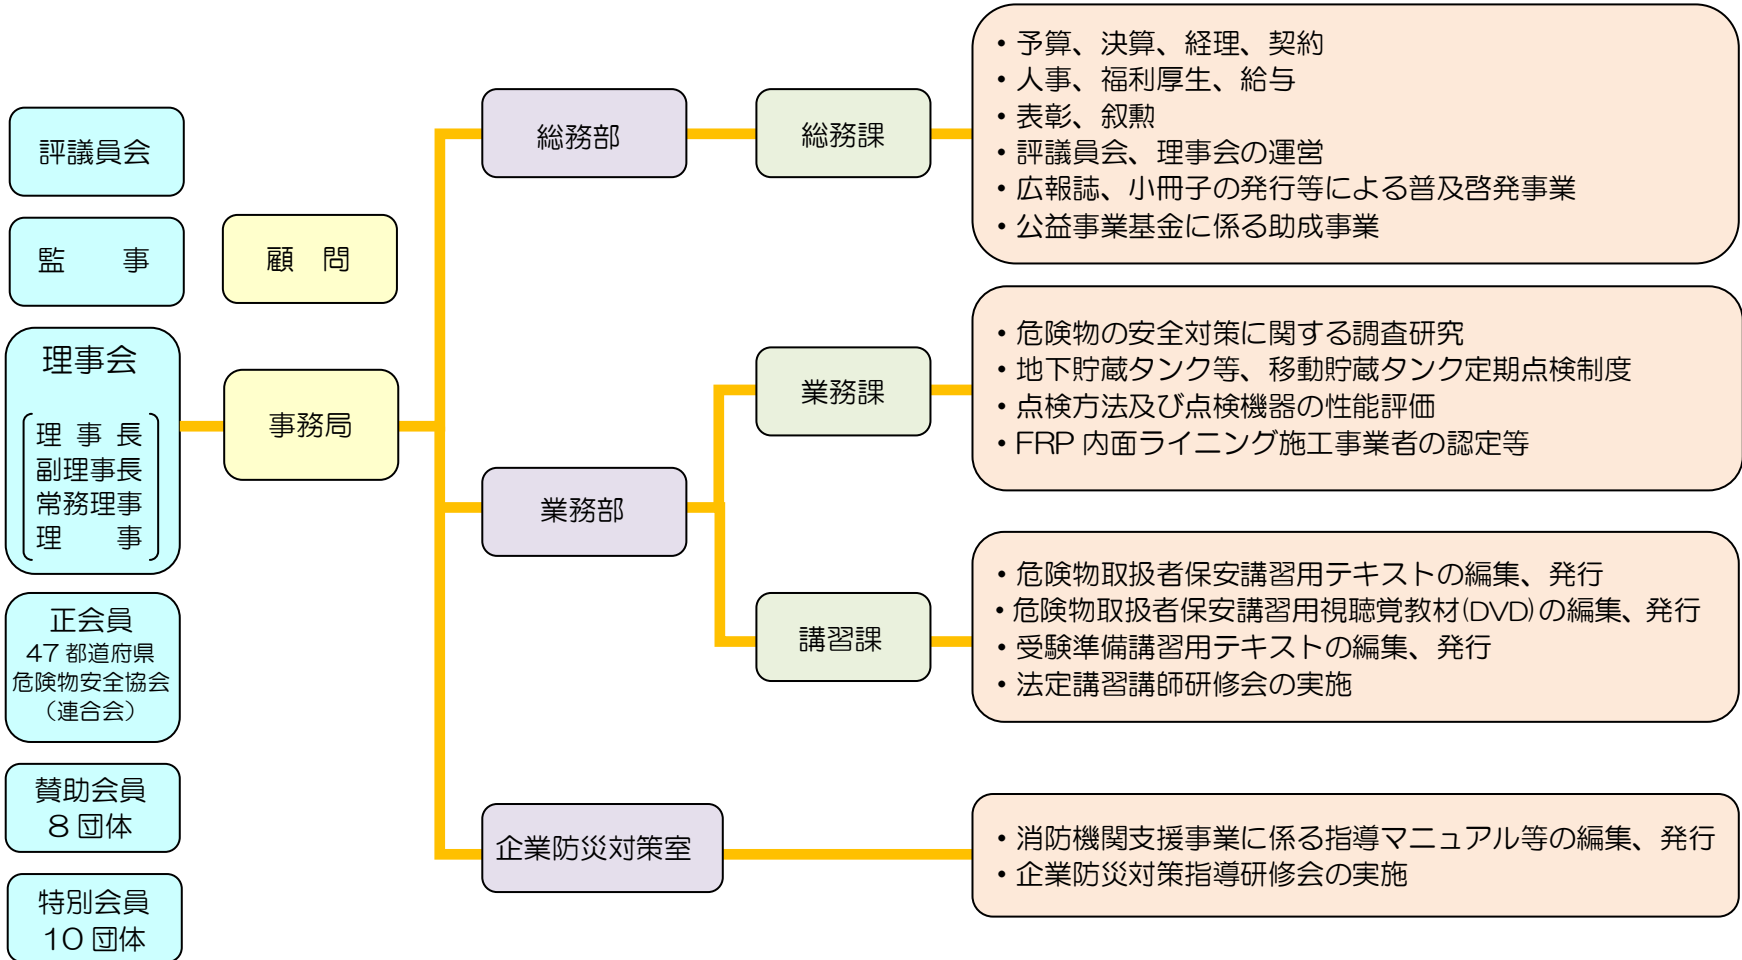 評議員会
監　　事
理事会
理 事 長
副理事長
常務理事
理　　事
正会員
47 都道府県
危険物安全協会
（連合会）
賛助会員
8 団体
特別会員
10 団体
顧　問
事務局
総務部
総務課
・予算、決算、経理、契約
・人事、福利厚生、給与
・表彰、叙勲
・評議員会、理事会の運営
・広報誌、小冊子の発行等による普及啓発事業
・公益事業基金に係る助成事業
業務部
業務課
・危険物の安全対策に関する調査研究
・地下貯蔵タンク等、移動貯蔵タンク定期点検制度
・点検方法及び点検機器の性能評価
・FRP 内面ライニング施工事業者の認定等
講習課
・危険物取扱者保安講習用テキストの編集、発行
・危険物取扱者保安講習用視聴覚教材(DVD)の編集、発行
・受験準備講習用テキストの編集、発行
・法定講習講師研修会の実施
企業防災対策室
・消防機関支援事業に係る指導マニュアル等の編集、発行
・企業防災対策指導研修会の実施